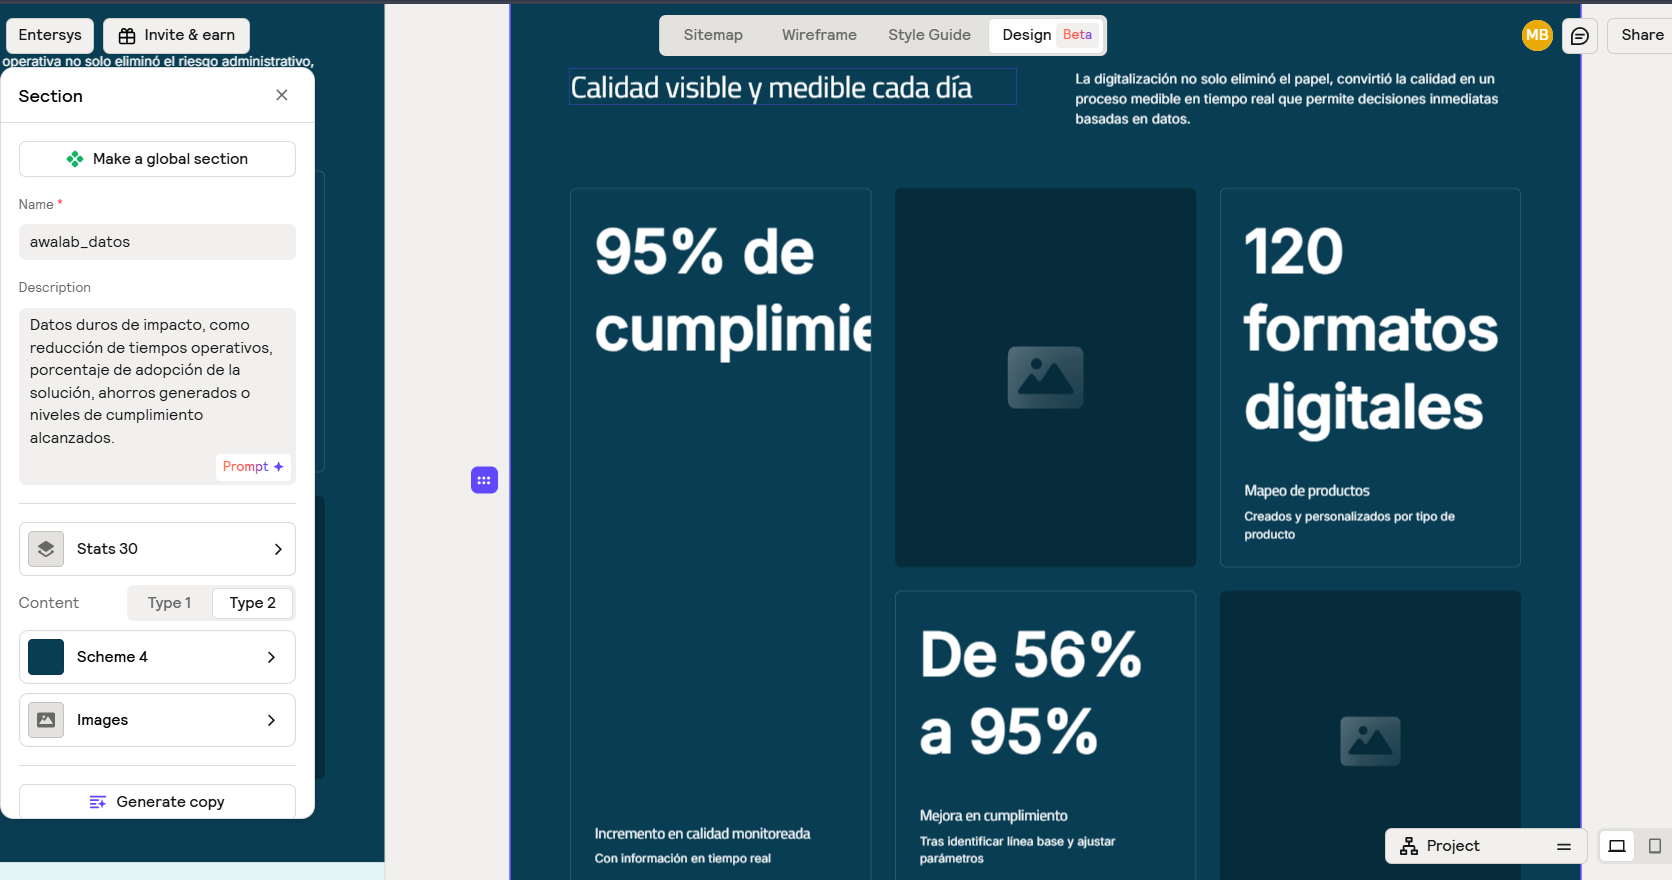 Entersys
Invite & earn
Sitemap
Wireframe
Style Guide
Design
Beta
MB
Share
operativa no solo eliminó el riesgo administrativo,
Section
Make a global section
Name *
awalab_datos
Description
Datos duros de impacto, como
reducción de tiempos operativos,
porcentaje de adopción de la
solución, ahorros generados o
niveles de cumplimiento
alcanzados.
Prompt
Stats 30
Content
Type 1
Type 2
Scheme 4
Images
Generate copy
Calidad visible y medible cada día
La digitalización no solo eliminó el papel, convirtió la calidad en un
proceso medible en tiempo real que permite decisiones inmediatas
basadas en datos.
95% de
cumplimie
Incremento en calidad monitoreada
Con información en tiempo real
120
formatos
digitales
Mapeo de productos
Creados y personalizados por tipo de
producto
De 56%
a 95%
Mejora en cumplimiento
Tras identificar línea base y ajustar
parámetros
Project